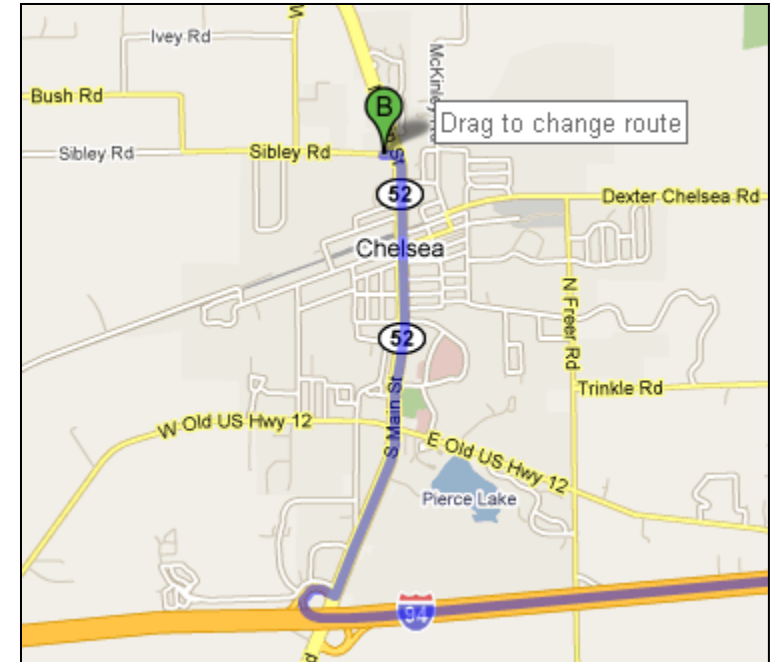 Ivey Rd
Bush Rd
B
Drag to change route
Sibley Rd
Sibley Rd
52
Dexter Chelsea Rd
Chelsea
N Freer Rd
52
Trinkle Rd
S Main St
W Old US Hwy 12
E Old US Hwy 12
Pierce Lake
94